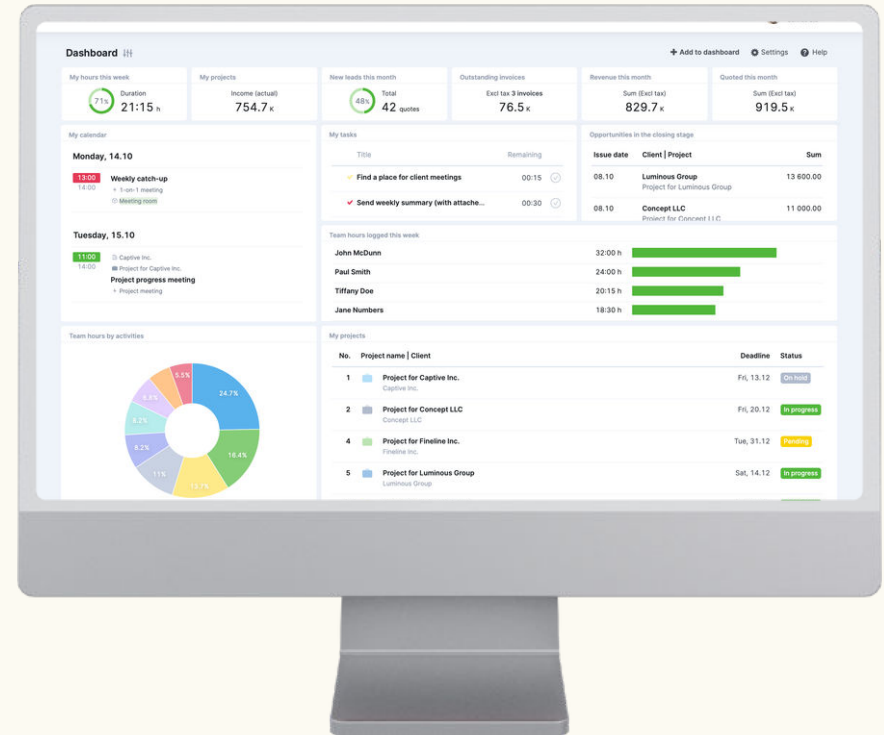 Dashboard
Add to dashboard Settings Help
My hours this week
71%
Duration
21:15 h
My projects
Income (actual)
754.7 K
New leads this month
48%
Total
42 quotes
Outstanding invoices
Excl tax 3 invoices
76.5 K
Revenue this month
Sum (Excl tax)
829.7 K
Quoted this month
Sum (Excl tax)
919.5 K
My calendar
Monday, 14.10
13:00 Weekly catch-up
14:00 1-on-1 meeting
Meeting room
Tuesday, 15.10
11:00 Captive Inc.
14:00 Project for Captive Inc.
Project progress meeting
Project meeting
My tasks
Title Remaining
Find a place for client meetings 00:15
Send weekly summary (with attache... 00:30
Opportunities in the closing stage
Issue date Client | Project Sum
08.10 Luminous Group 13 600.00
Project for Luminous Group
08.10 Concept LLC 11 000.00
Project for Concept LLC
Team hours logged this week
John McDunn 32:00 h
Paul Smith 24:00 h
Tiffany Doe 20:15 h
Jane Numbers 18:30 h
Team hours by activities
5.5%
24.7%
6.8%
8.2%
8.2%
16.4%
11%
My projects
No. Project name | Client Deadline Status
1 Project for Captive Inc. Fri, 13.12 On hold
Captive Inc.
2 Project for Concept LLC Fri, 20.12 In progress
Concept LLC
4 Project for Fineline Inc. Tue, 31.12 Pending
Fineline Inc.
5 Project for Luminous Group Sat, 14.12 In progress
Luminous Group